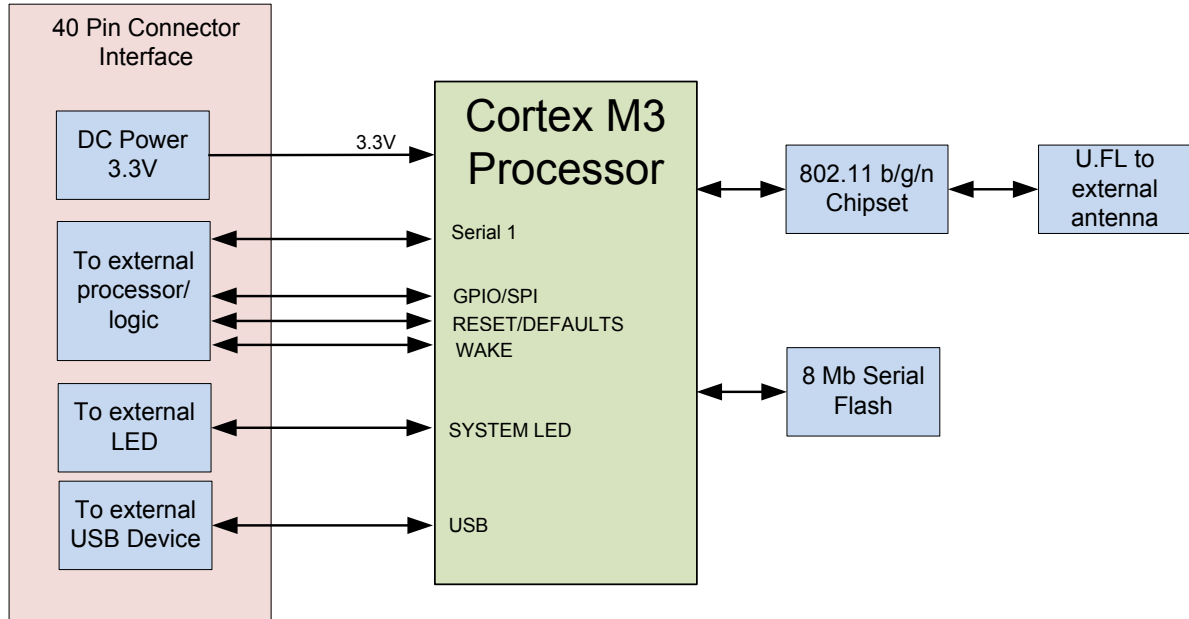 40 Pin Connector
Interface
DC Power
3.3V
3.3V
To external
processor/
logic
To external
LED
To external
USB Device
Cortex M3
Processor
Serial 1
GPIO/SPI
RESET/DEFAULTS
WAKE
SYSTEM LED
USB
802.11 b/g/n
Chipset
U.FL to
external
antenna
8 Mb Serial
Flash